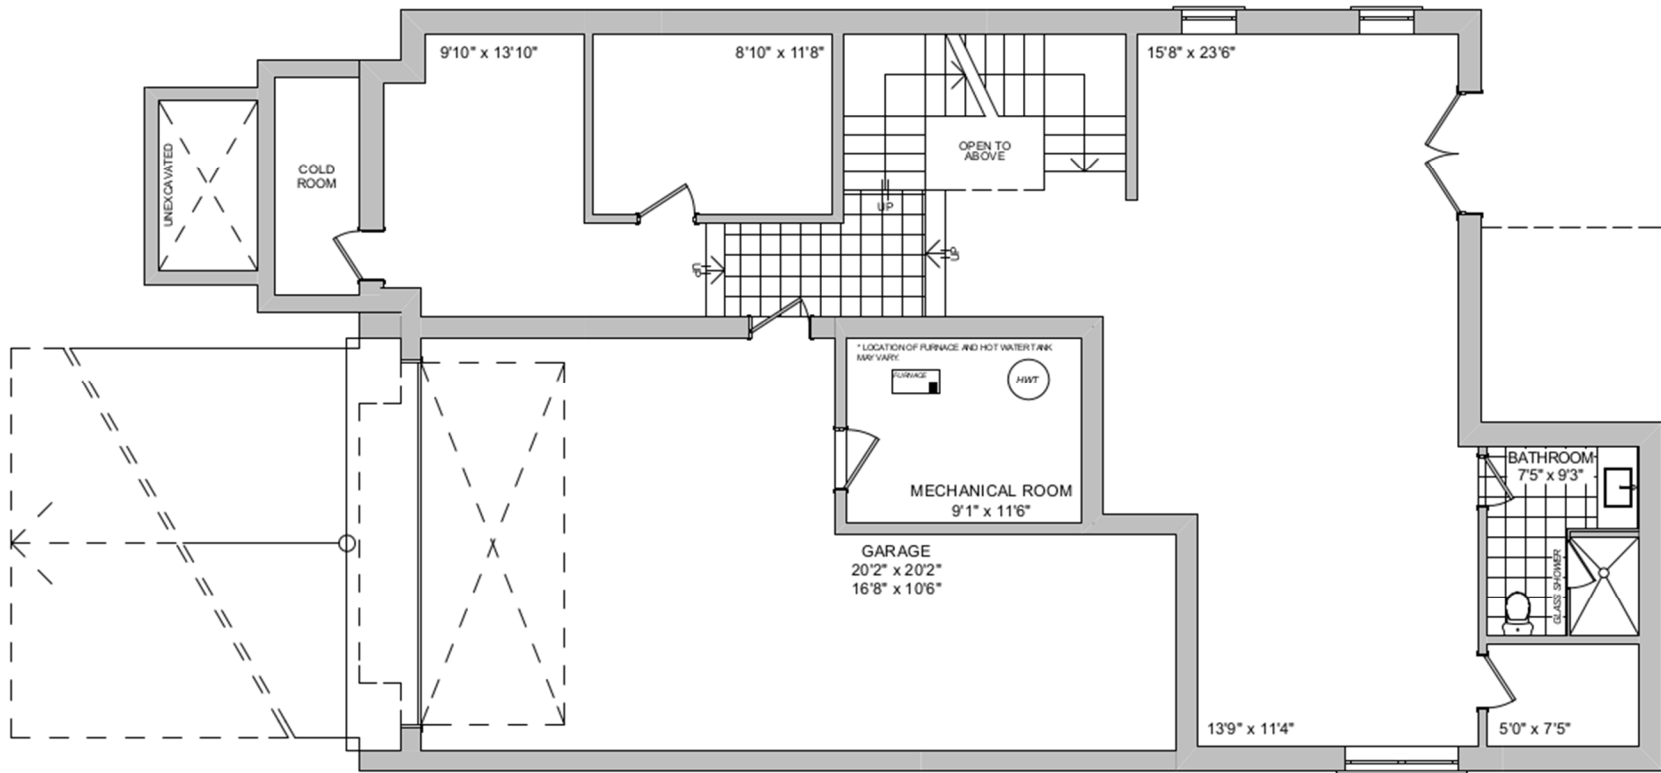 9'10" x 13'10"
8'10" x 11'8"
15'8" x 23'6"
UNEXCAVATED
COLD
ROOM
OPEN TO
ABOVE
UP
UP
UP
* LOCATION OF FURNACE AND HOT WATER TANK
MAY VARY.
FURNACE
HWT
MECHANICAL ROOM
9'1" x 11'6"
BATHROOM
7'5" x 9'3"
GARAGE
20'2" x 20'2"
16'8" x 10'6"
GLASS SHOWER
13'9" x 11'4"
5'0" x 7'5"